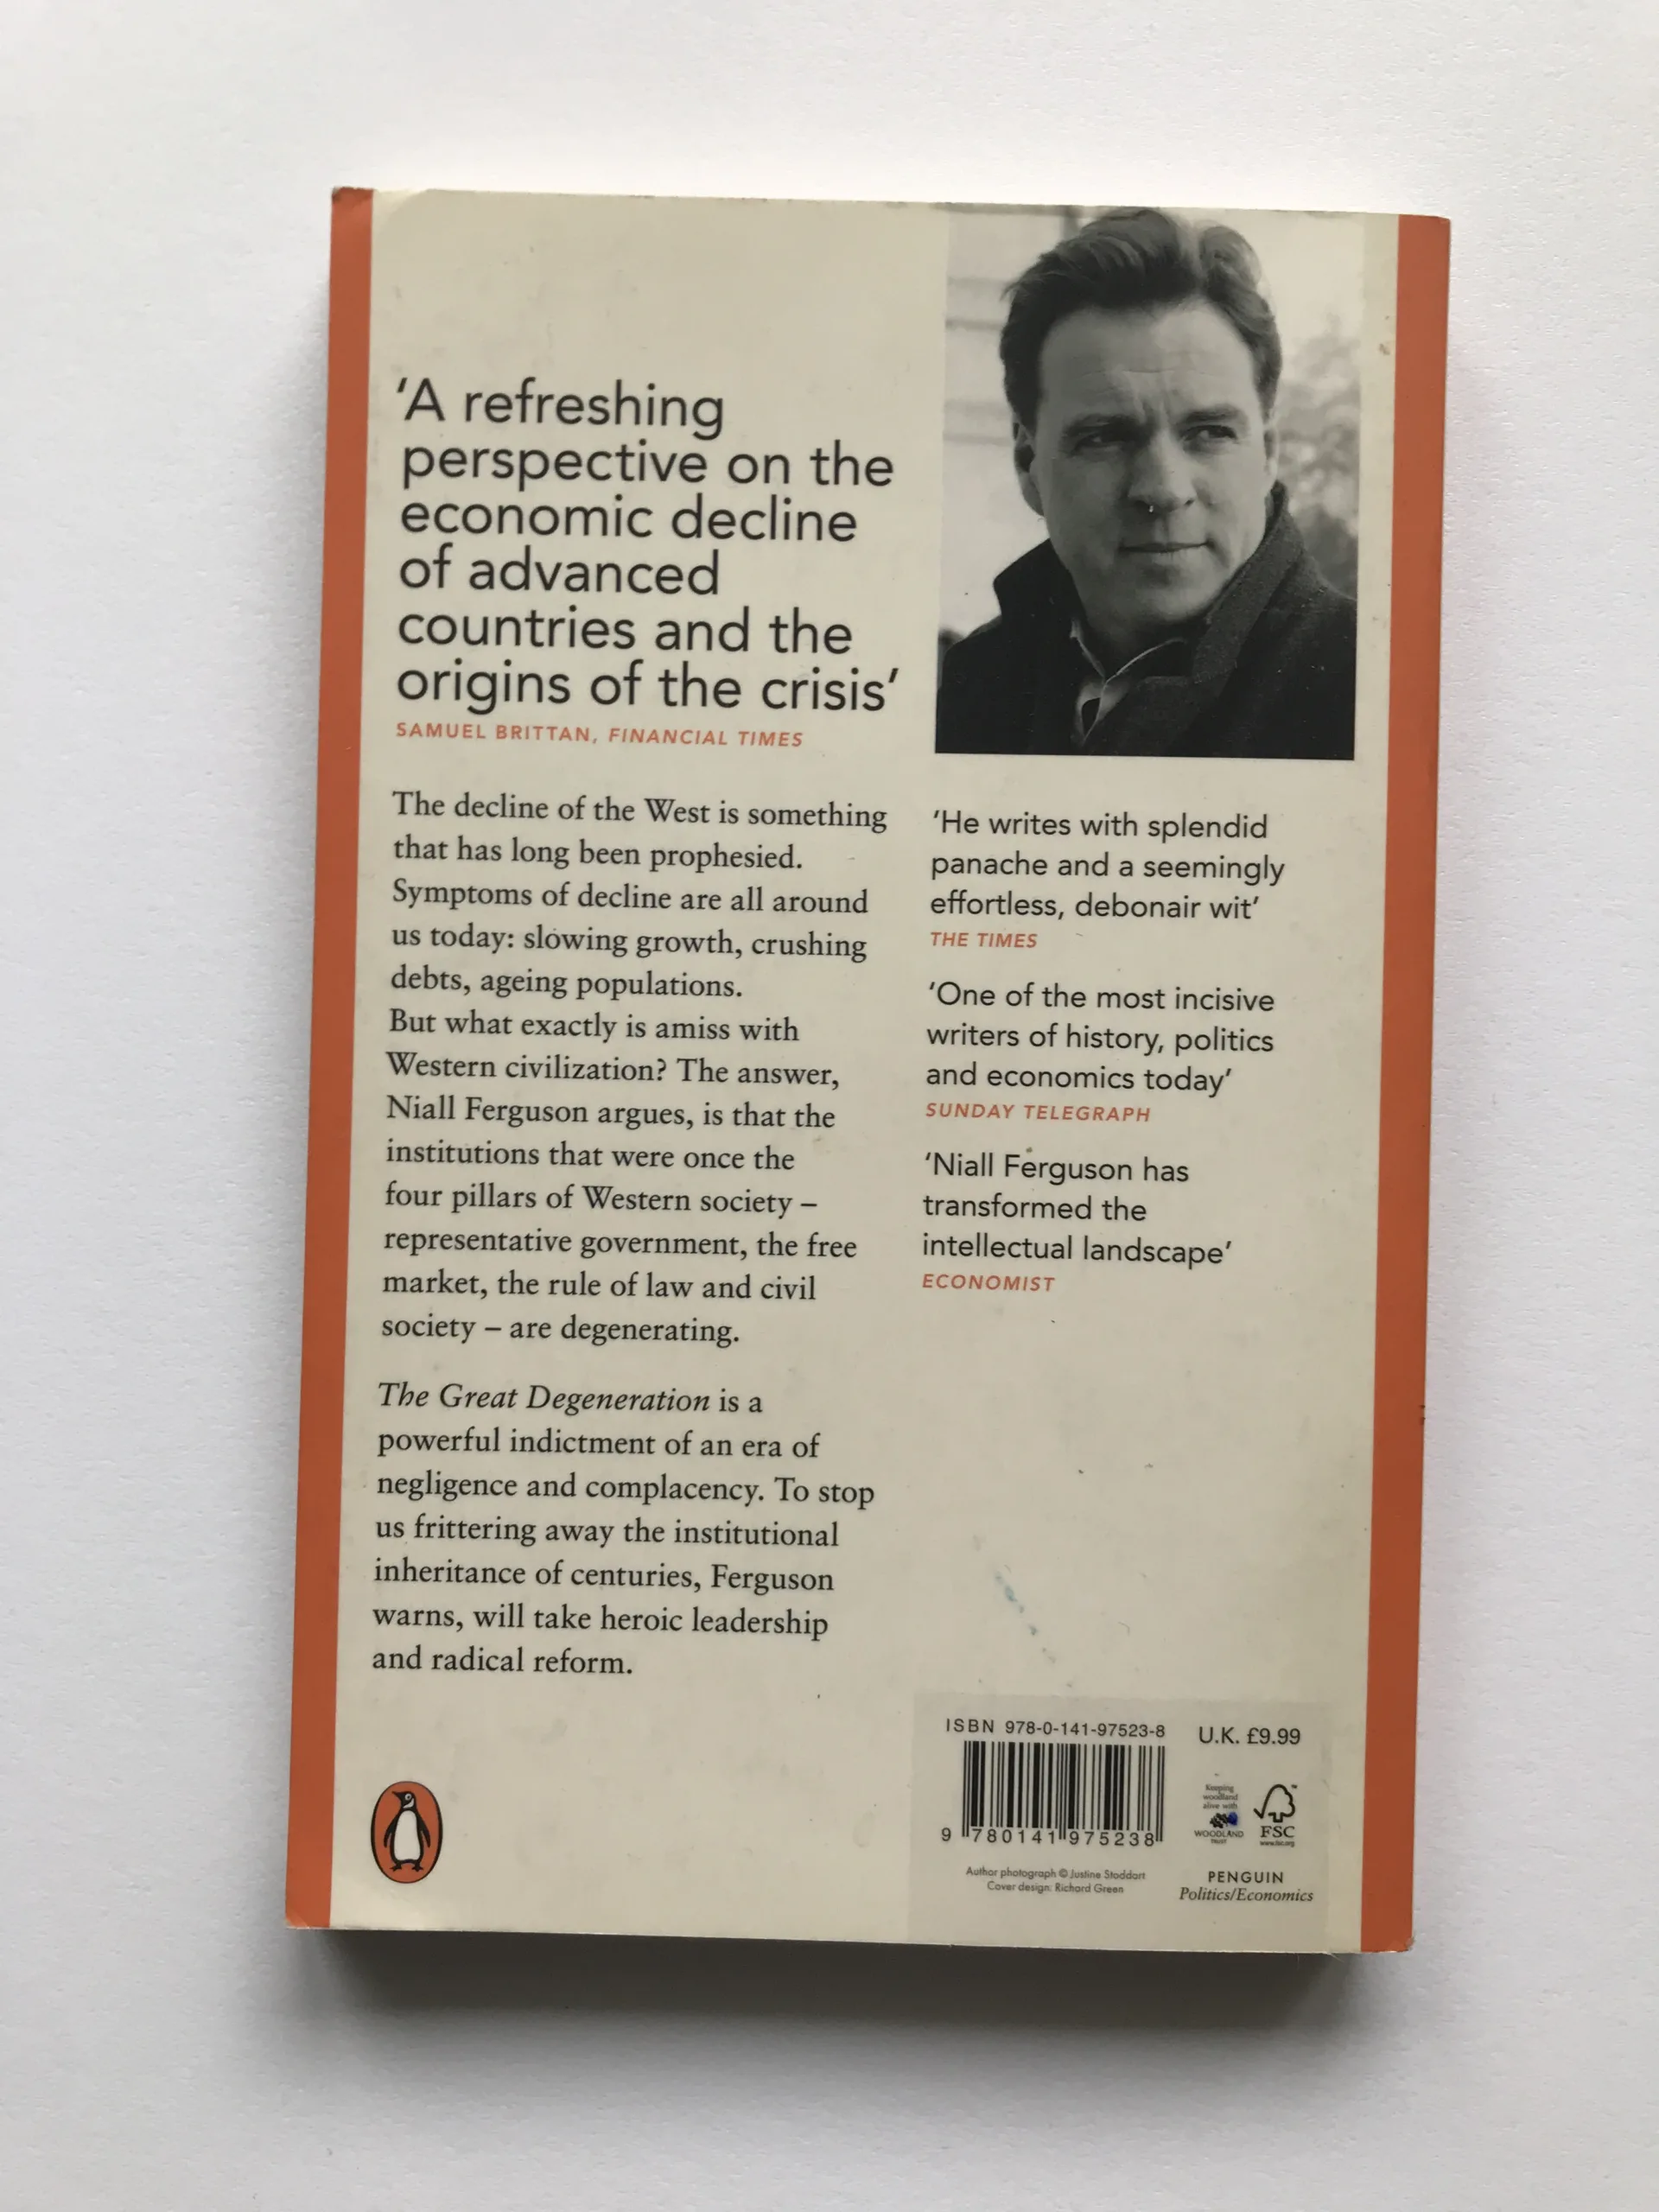 ‘A refreshing
perspective on the
economic decline
of advanced
countries and the
origins of the crisis’
SAMUEL BRITTAN, FINANCIAL TIMES
The decline of the West is something
that has long been prophesied.
Symptoms of decline are all around
us today: slowing growth, crushing
debts, ageing populations.
But what exactly is amiss with
Western civilization? The answer,
Niall Ferguson argues, is that the
institutions that were once the
four pillars of Western society –
representative government, the free
market, the rule of law and civil
society – are degenerating.
The Great Degeneration is a
powerful indictment of an era of
negligence and complacency. To stop
us frittering away the institutional
inheritance of centuries, Ferguson
warns, will take heroic leadership
and radical reform.
‘He writes with splendid
panache and a seemingly
effortless, debonair wit’
THE TIMES
‘One of the most incisive
writers of history, politics
and economics today’
SUNDAY TELEGRAPH
‘Niall Ferguson has
transformed the
intellectual landscape’
ECONOMIST
ISBN 978-0-141-97523-8
U.K. £9.99
9 780141 975238
Keeping
woodland
alive with
WOODLAND
TRUST
FSC
www.fsc.org
Author photograph © Justine Stoddart
Cover design: Richard Green
PENGUIN
Politics/Economics